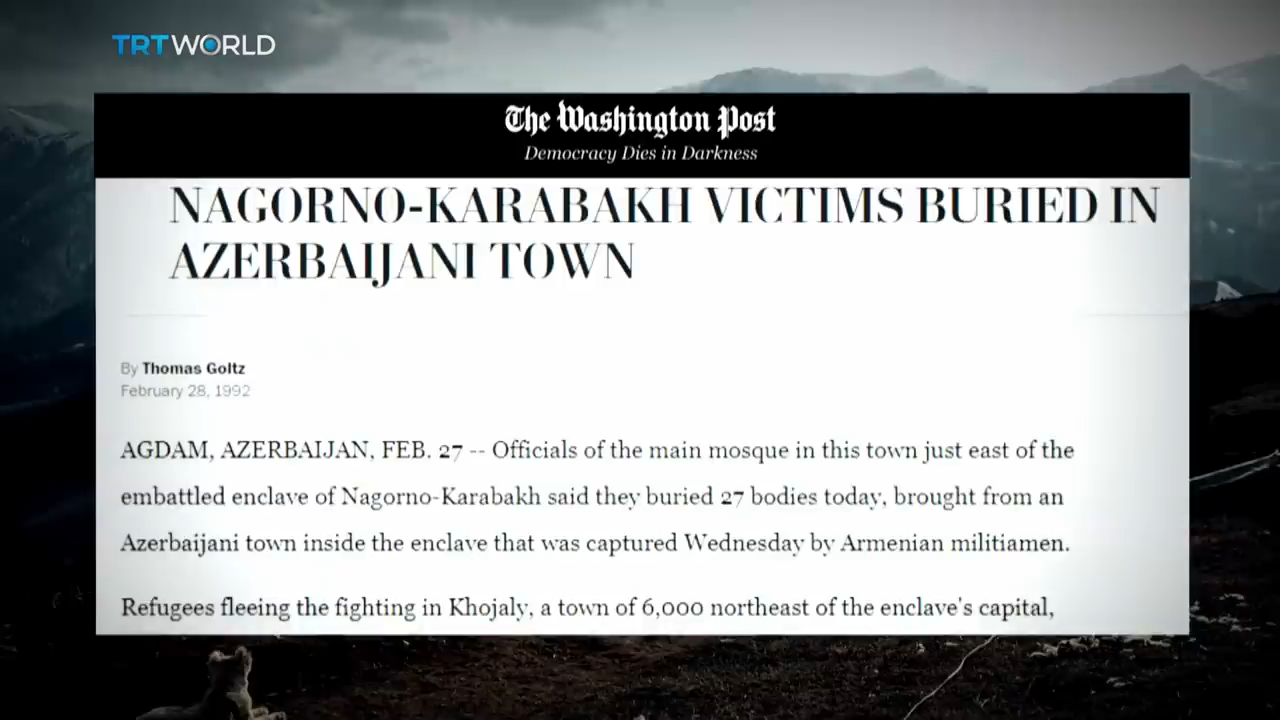 TRT WORLD
The Washington Post
Democracy Dies in Darkness
NAGORNO-KARABAKH VICTIMS BURIED IN
AZERBAIJANI TOWN
By Thomas Goltz
February 28, 1992
AGDAM, AZERBAIJAN, FEB. 27 -- Officials of the main mosque in this town just east of the
embattled enclave of Nagorno-Karabakh said they buried 27 bodies today, brought from an
Azerbaijani town inside the enclave that was captured Wednesday by Armenian militiamen.
Refugees fleeing the fighting in Khojaly, a town of 6,000 northeast of the enclave's capital,